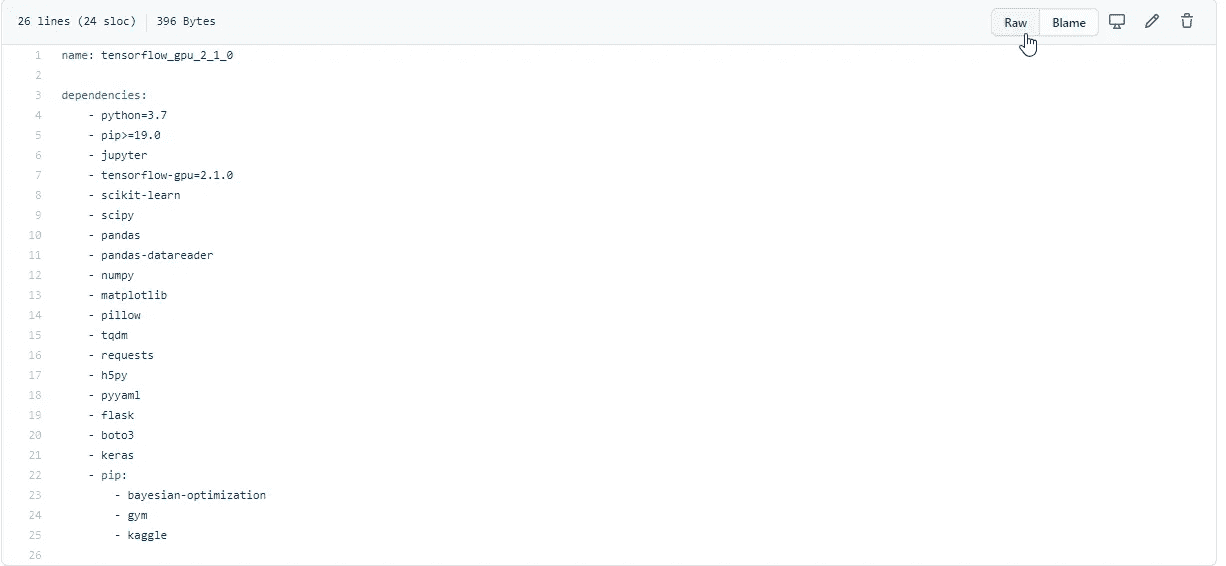 26 lines (24 sloc) 396 Bytes Raw Blame
1 name: tensorflow_gpu_2_1_0
2
3 dependencies:
4     - python=3.7
5     - pip>=19.0
6     - jupyter
7     - tensorflow-gpu=2.1.0
8     - scikit-learn
9     - scipy
10     - pandas
11     - pandas-datareader
12     - numpy
13     - matplotlib
14     - pillow
15     - tqdm
16     - requests
17     - h5py
18     - pyyaml
19     - flask
20     - boto3
21     - keras
22     - pip:
23         - bayesian-optimization
24         - gym
25         - kaggle
26